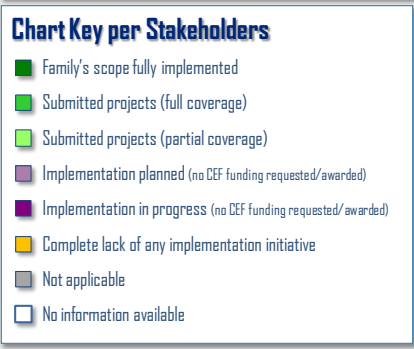 Chart Key per Stakeholders
Family's scope fully implemented
Submitted projects (full coverage)
Submitted projects (partial coverage)
Implementation planned (no CEF funding requested/awarded)
Implementation in progress (no CEF funding requested/awarded)
Complete lack of any implementation initiative
Not applicable
No information available